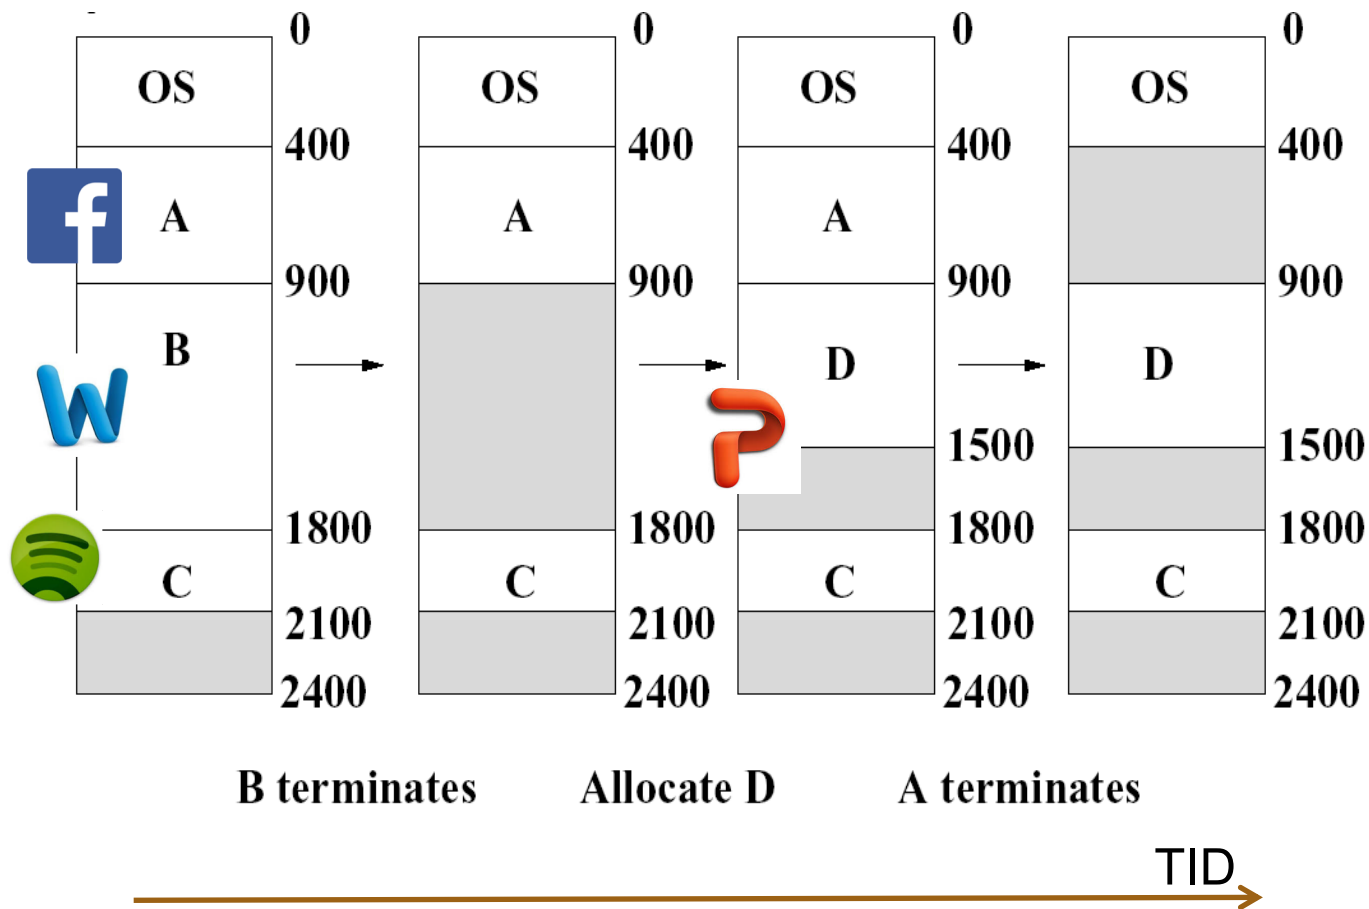 0 0 0 0
OS OS OS OS
400 400 400 400
A A A
900 900 900 900
B D D
1500 1500
1800 1800 1800 1800
C C C C
2100 2100 2100 2100
2400 2400 2400 2400
B terminates Allocate D A terminates
TID